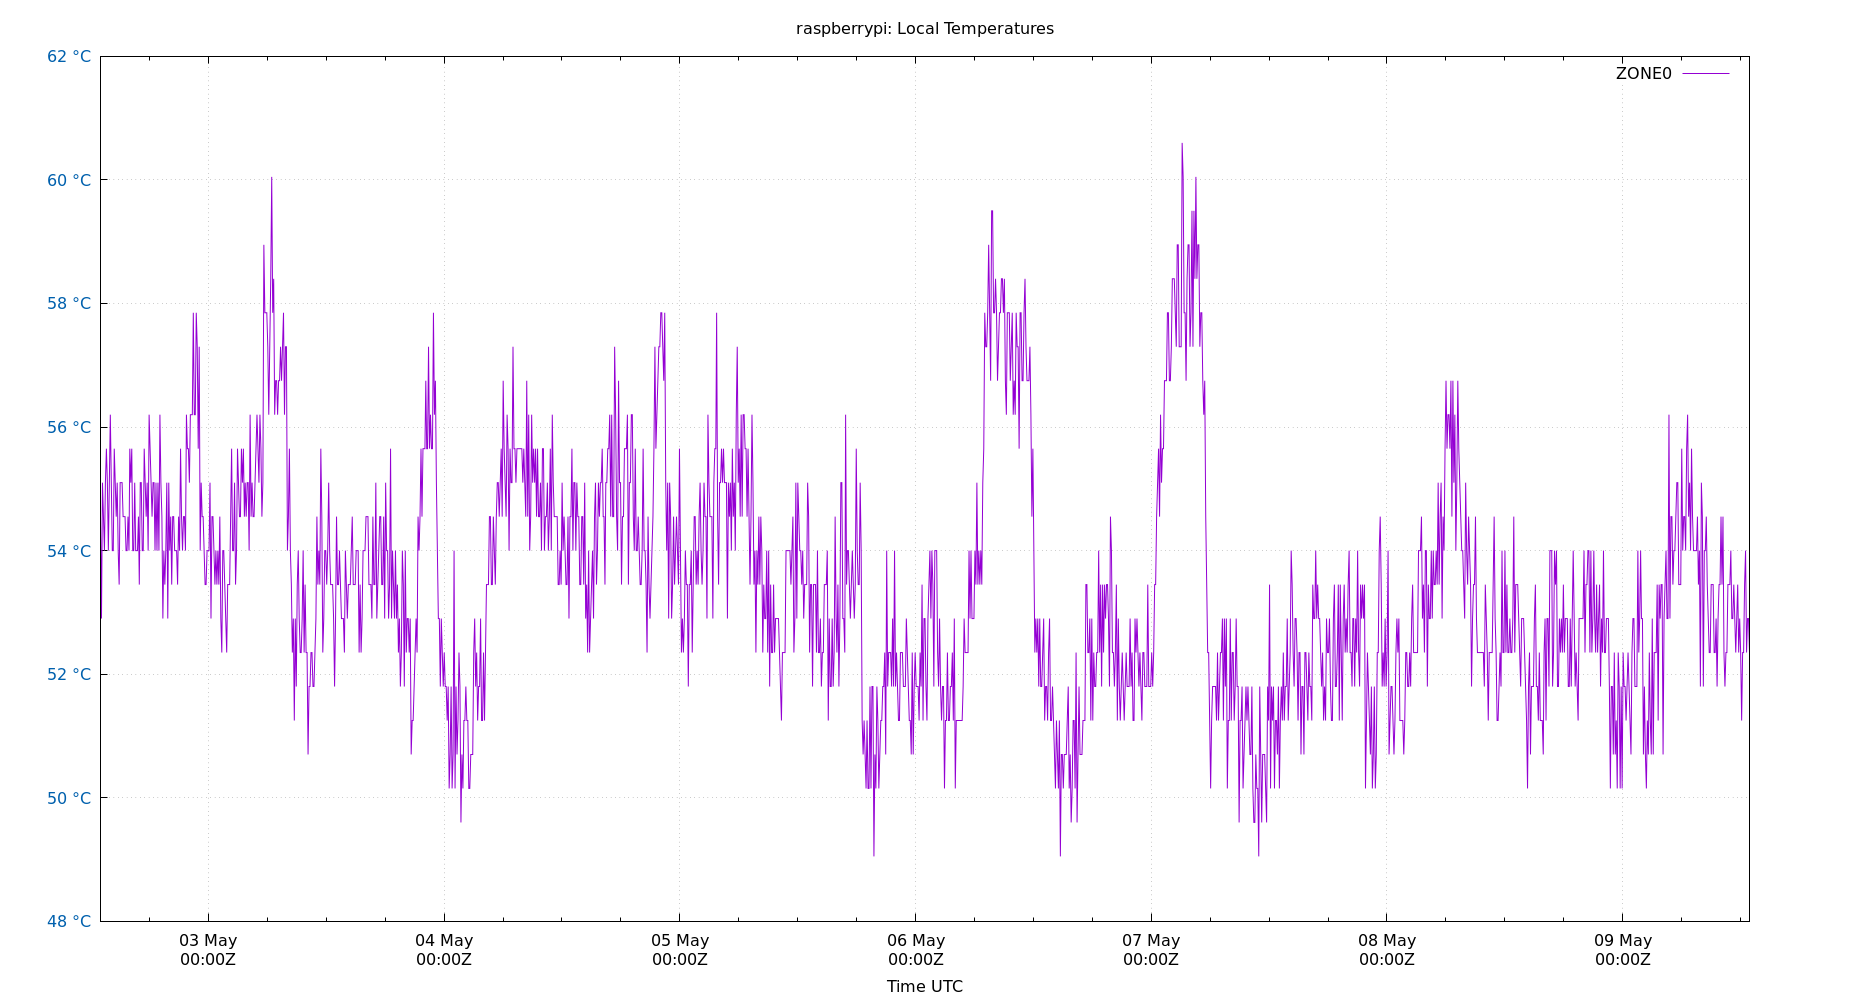 raspberrypi: Local Temperatures
ZONE0
62 °C
60 °C
58 °C
56 °C
54 °C
52 °C
50 °C
48 °C
03 May
00:00Z
04 May
00:00Z
05 May
00:00Z
06 May
00:00Z
07 May
00:00Z
08 May
00:00Z
09 May
00:00Z
Time UTC